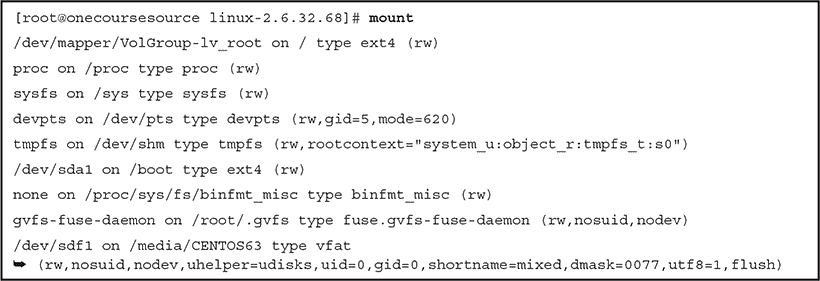 [root@onecoursesource linux-2.6.32.68]# mount
/dev/mapper/VolGroup-lv_root on / type ext4 (rw)
proc on /proc type proc (rw)
sysfs on /sys type sysfs (rw)
devpts on /dev/pts type devpts (rw,gid=5,mode=620)
tmpfs on /dev/shm type tmpfs (rw,rootcontext="system_u:object_r:tmpfs_t:s0")
/dev/sda1 on /boot type ext4 (rw)
none on /proc/sys/fs/binfmt_misc type binfmt_misc (rw)
gvfs-fuse-daemon on /root/.gvfs type fuse.gvfs-fuse-daemon (rw,nosuid,nodev)
/dev/sdf1 on /media/CENTOS63 type vfat
➥ (rw,nosuid,nodev,uhelper=udisks,uid=0,gid=0,shortname=mixed,dmask=0077,utf8=1,flush)